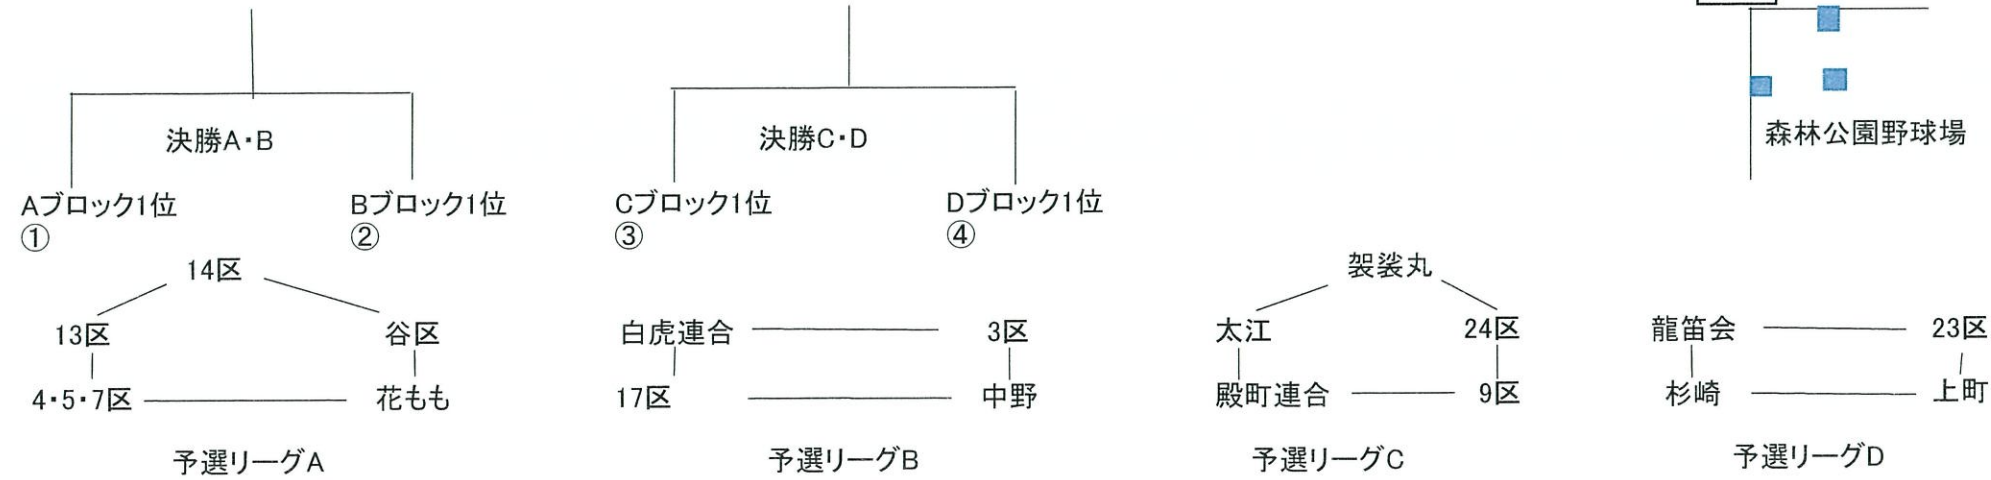 決勝A・B
決勝C・D
森林公園野球場
Aブロック1位
Bブロック1位
Cブロック1位
Dブロック1位
①
②
③
④
14区
13区
谷区
4・5・7区
花もも
予選リーグA
白虎連合
3区
17区
中野
予選リーグB
袈裟丸
太江
24区
殿町連合
9区
予選リーグC
龍笛会
23区
杉崎
上町
予選リーグD